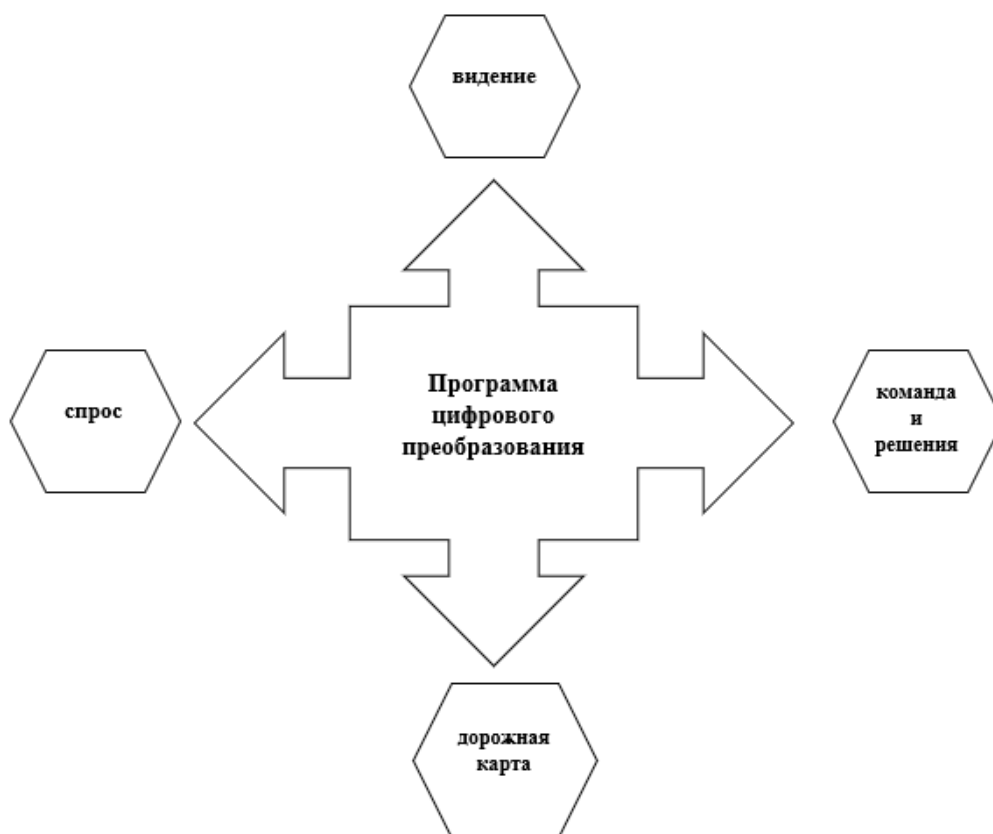 видение
спрос
Программа
цифрового
преобразования
команда
и
решения
дорожная
карта